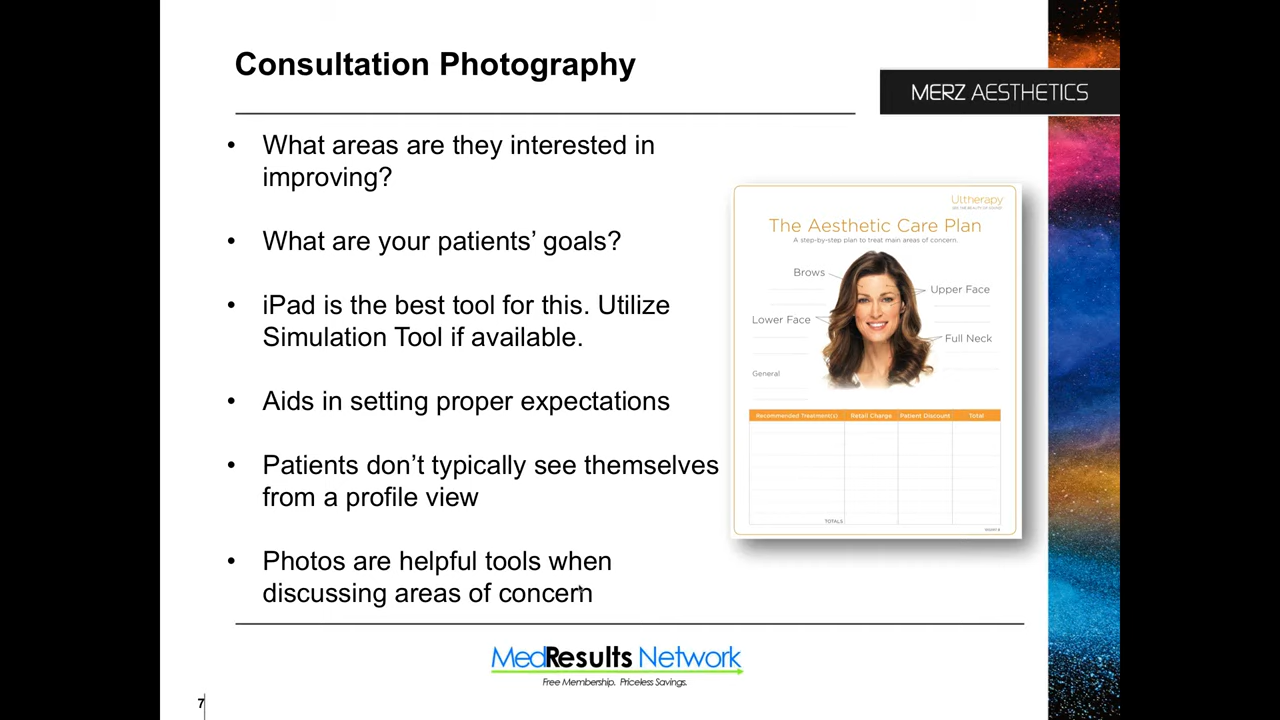 Consultation Photography
MERZ AESTHETICS
• What areas are they interested in
improving?
• What are your patients’ goals?
• iPad is the best tool for this. Utilize
Simulation Tool if available.
• Aids in setting proper expectations
• Patients don’t typically see themselves
from a profile view
• Photos are helpful tools when
discussing areas of concern
Ultherapy
The Aesthetic Care Plan
A step-by-step plan to treat main areas of concern.
Brows
Upper Face
Lower Face
Full Neck
General
Recommended Treatment(s) Retail Charge Patient Discount Total
TOTALS
MedResults Network
Free Membership. Priceless Savings.
7